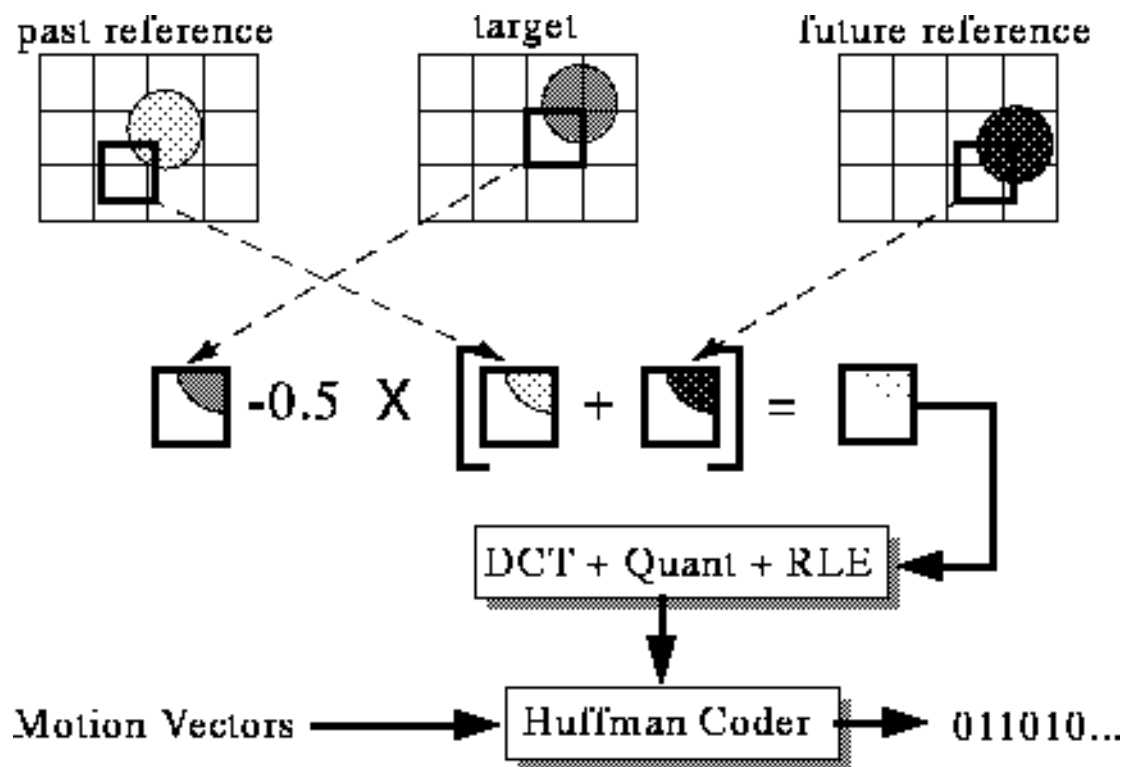 past reference
target
future reference
-0.5 X [ + ] =
DCT + Quant + RLE
Motion Vectors
Huffman Coder
011010...